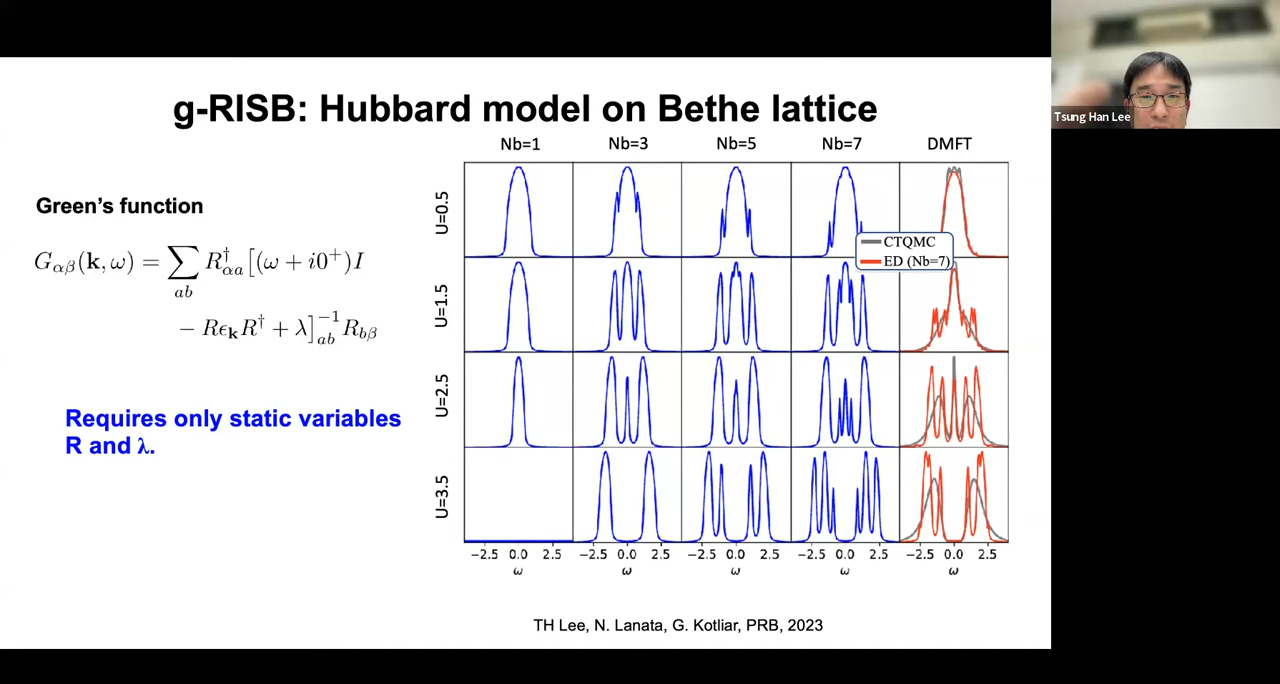 g-RISB: Hubbard model on Bethe lattice
Tsung Han Lee
Green's function
G_{αβ}(𝐤, ω) = ∑_{ab} R†_{αa} [(ω + i0⁺)I
− Rε_𝐤R† + λ]⁻¹_{ab} R_{bβ}
Requires only static variables
R and λ.
Nb=1 Nb=3 Nb=5 Nb=7 DMFT
U=0.5
CTQMC
ED (Nb=7)
U=1.5
U=2.5
U=3.5
−2.5 0.0 2.5 −2.5 0.0 2.5 −2.5 0.0 2.5 −2.5 0.0 2.5 −2.5 0.0 2.5
ω ω ω ω ω
TH Lee, N. Lanata, G. Kotliar, PRB, 2023